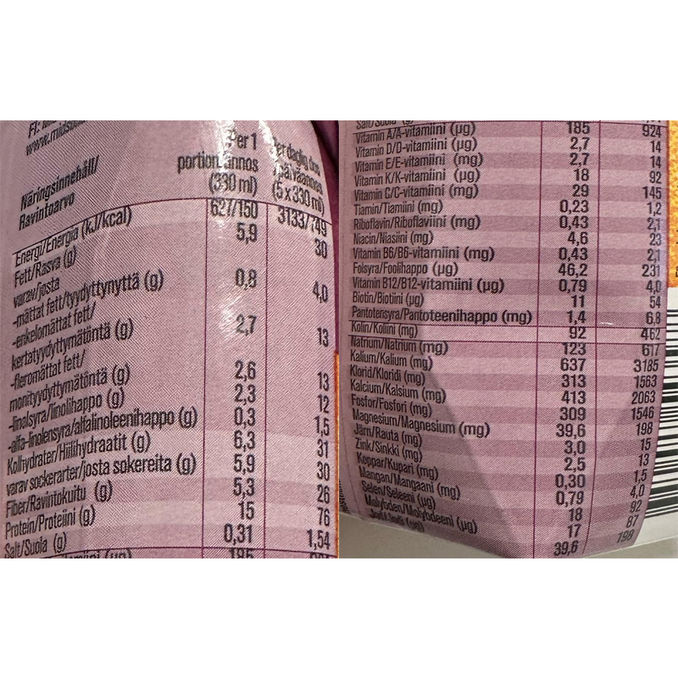 FI:
www.midsona
Näringsinnehåll/
Ravintoarvo
Per 1
portion/annos
(330 ml)
(5 x 330 ml)
Energi/Energia (kJ/kcal) 627/150 3133/749
Fett/Rasva (g) 5,9 30
varav/josta
-mättat fett/tyydyttynyttä (g) 0,8 4,0
-enkelomättat fett/
kertatyydyttymätöntä (g) 2,7 13
-fleromättat fett/
monityydyttymätöntä (g) 2,6 13
-linolsyra/linolihappo (g) 2,3 12
-alfa-linolensyra/alfalinoleenihappo (g) 0,3 1,5
Kolhydrater/Hiilihydraatit (g) 6,3 31
varav sockerarter/josta sokereita (g) 5,9 30
Fiber/Ravintokuitu (g) 5,3 26
Protein/Proteiini (g) 15 76
Salt/Suola (g) 0,31 1,54
185
Salt/Suola (g)
Vitamin A/A-vitamiini (µg) 185 924
Vitamin D/D-vitamiini (µg) 2,7 14
Vitamin E/E-vitamiini (mg) 2,7 14
Vitamin K/K-vitamiini (µg) 18 92
Vitamin C/C-vitamiini (mg) 29 145
Tiamin/Tiamiini (mg) 0,23 1,2
Riboflavin/Riboflaviini (mg) 0,43 2,1
Niacin/Niasiini (mg) 4,6 23
Vitamin B6/B6-vitamiini (mg) 0,43 2,1
Folsyra/Foolihappo (µg) 46,2 231
Vitamin B12/B12-vitamiini (µg) 0,79 4,0
Biotin/Biotiini (µg) 11 54
Pantotensyra/Pantoteenihappo (mg) 1,4 6,8
Kolin/Koliini (mg) 92 462
Natrium/Natrium (mg) 123 617
Kalium/Kalium (mg) 637 3185
Klorid/Kloridi (mg) 313 1563
Kalcium/Kalsium (mg) 413 2063
Fosfor/Fosfori (mg) 309 1546
Magnesium/Magnesium (mg) 39,6 198
Järn/Rauta (mg) 3,0 15
Zink/Sinkki (mg) 2,5 13
Koppar/Kupari (mg) 0,30 1,5
Mangan/Mangaani (mg) 0,79 4,0
Selen/Seleeni (µg) 18 92
Molybden/Molybdeeni (µg) 17 87
Jod/Jodi (µg) 39,6 198